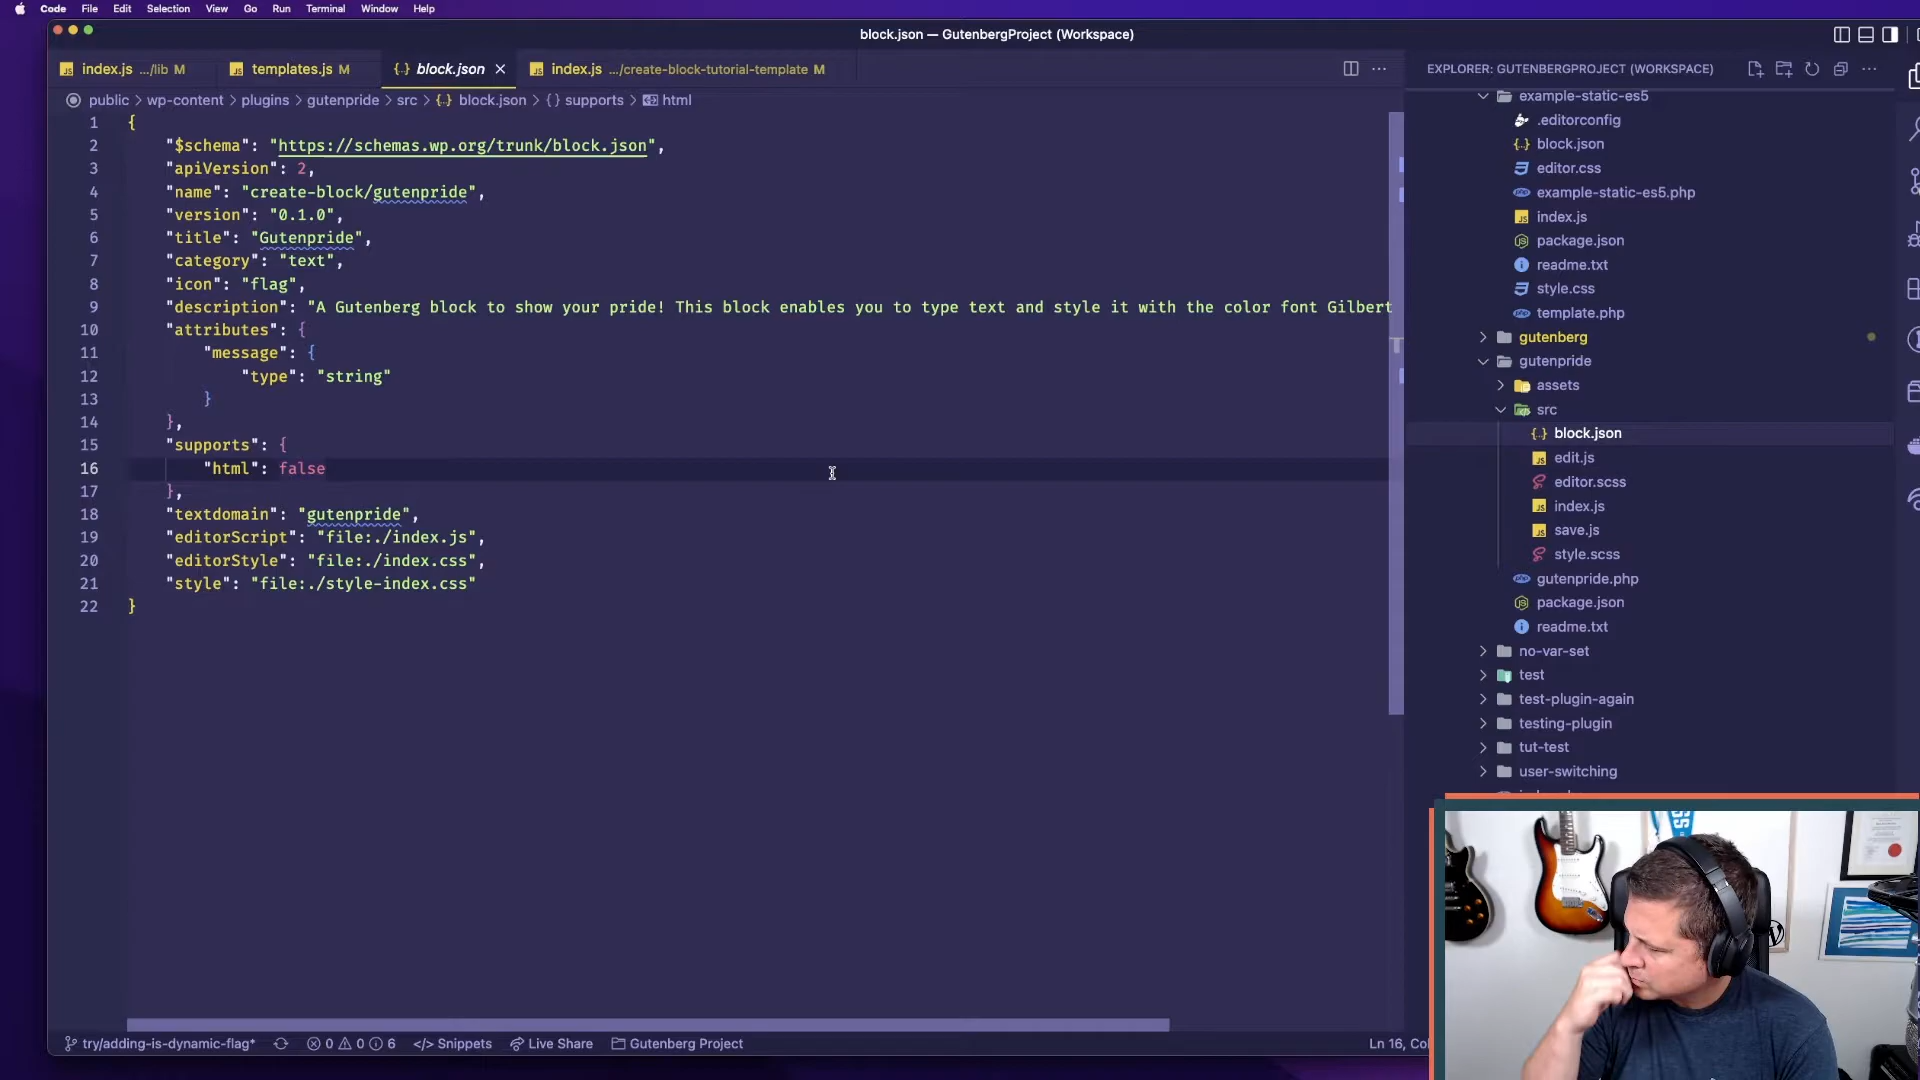 Code File Edit Selection View Go Run Terminal Window Help
block.json — GutenbergProject (Workspace)
index.js .../lib M
templates.js M
block.json
index.js .../create-block-tutorial-template M
public > wp-content > plugins > gutenpride > src > block.json > supports > html
1 {
2 "$schema": "https://schemas.wp.org/trunk/block.json",
3 "apiVersion": 2,
4 "name": "create-block/gutenpride",
5 "version": "0.1.0",
6 "title": "Gutenpride",
7 "category": "text",
8 "icon": "flag",
9 "description": "A Gutenberg block to show your pride! This block enables you to type text and style it with the color font Gilbert
10 "attributes": {
11 "message": {
12 "type": "string"
13 }
14 },
15 "supports": {
16 "html": false
17 },
18 "textdomain": "gutenpride",
19 "editorScript": "file:./index.js",
20 "editorStyle": "file:./index.css",
21 "style": "file:./style-index.css"
22 }
EXPLORER: GUTENBERGPROJECT (WORKSPACE)
example-static-es5
.editorconfig
block.json
editor.css
example-static-es5.php
index.js
package.json
readme.txt
style.css
template.php
gutenberg
gutenpride
assets
src
block.json
edit.js
editor.scss
index.js
save.js
style.scss
gutenpride.php
package.json
readme.txt
no-var-set
test
test-plugin-again
testing-plugin
tut-test
user-switching
try/adding-is-dynamic-flag* 0 0 6 </> Snippets Live Share Gutenberg Project
Ln 16, Co